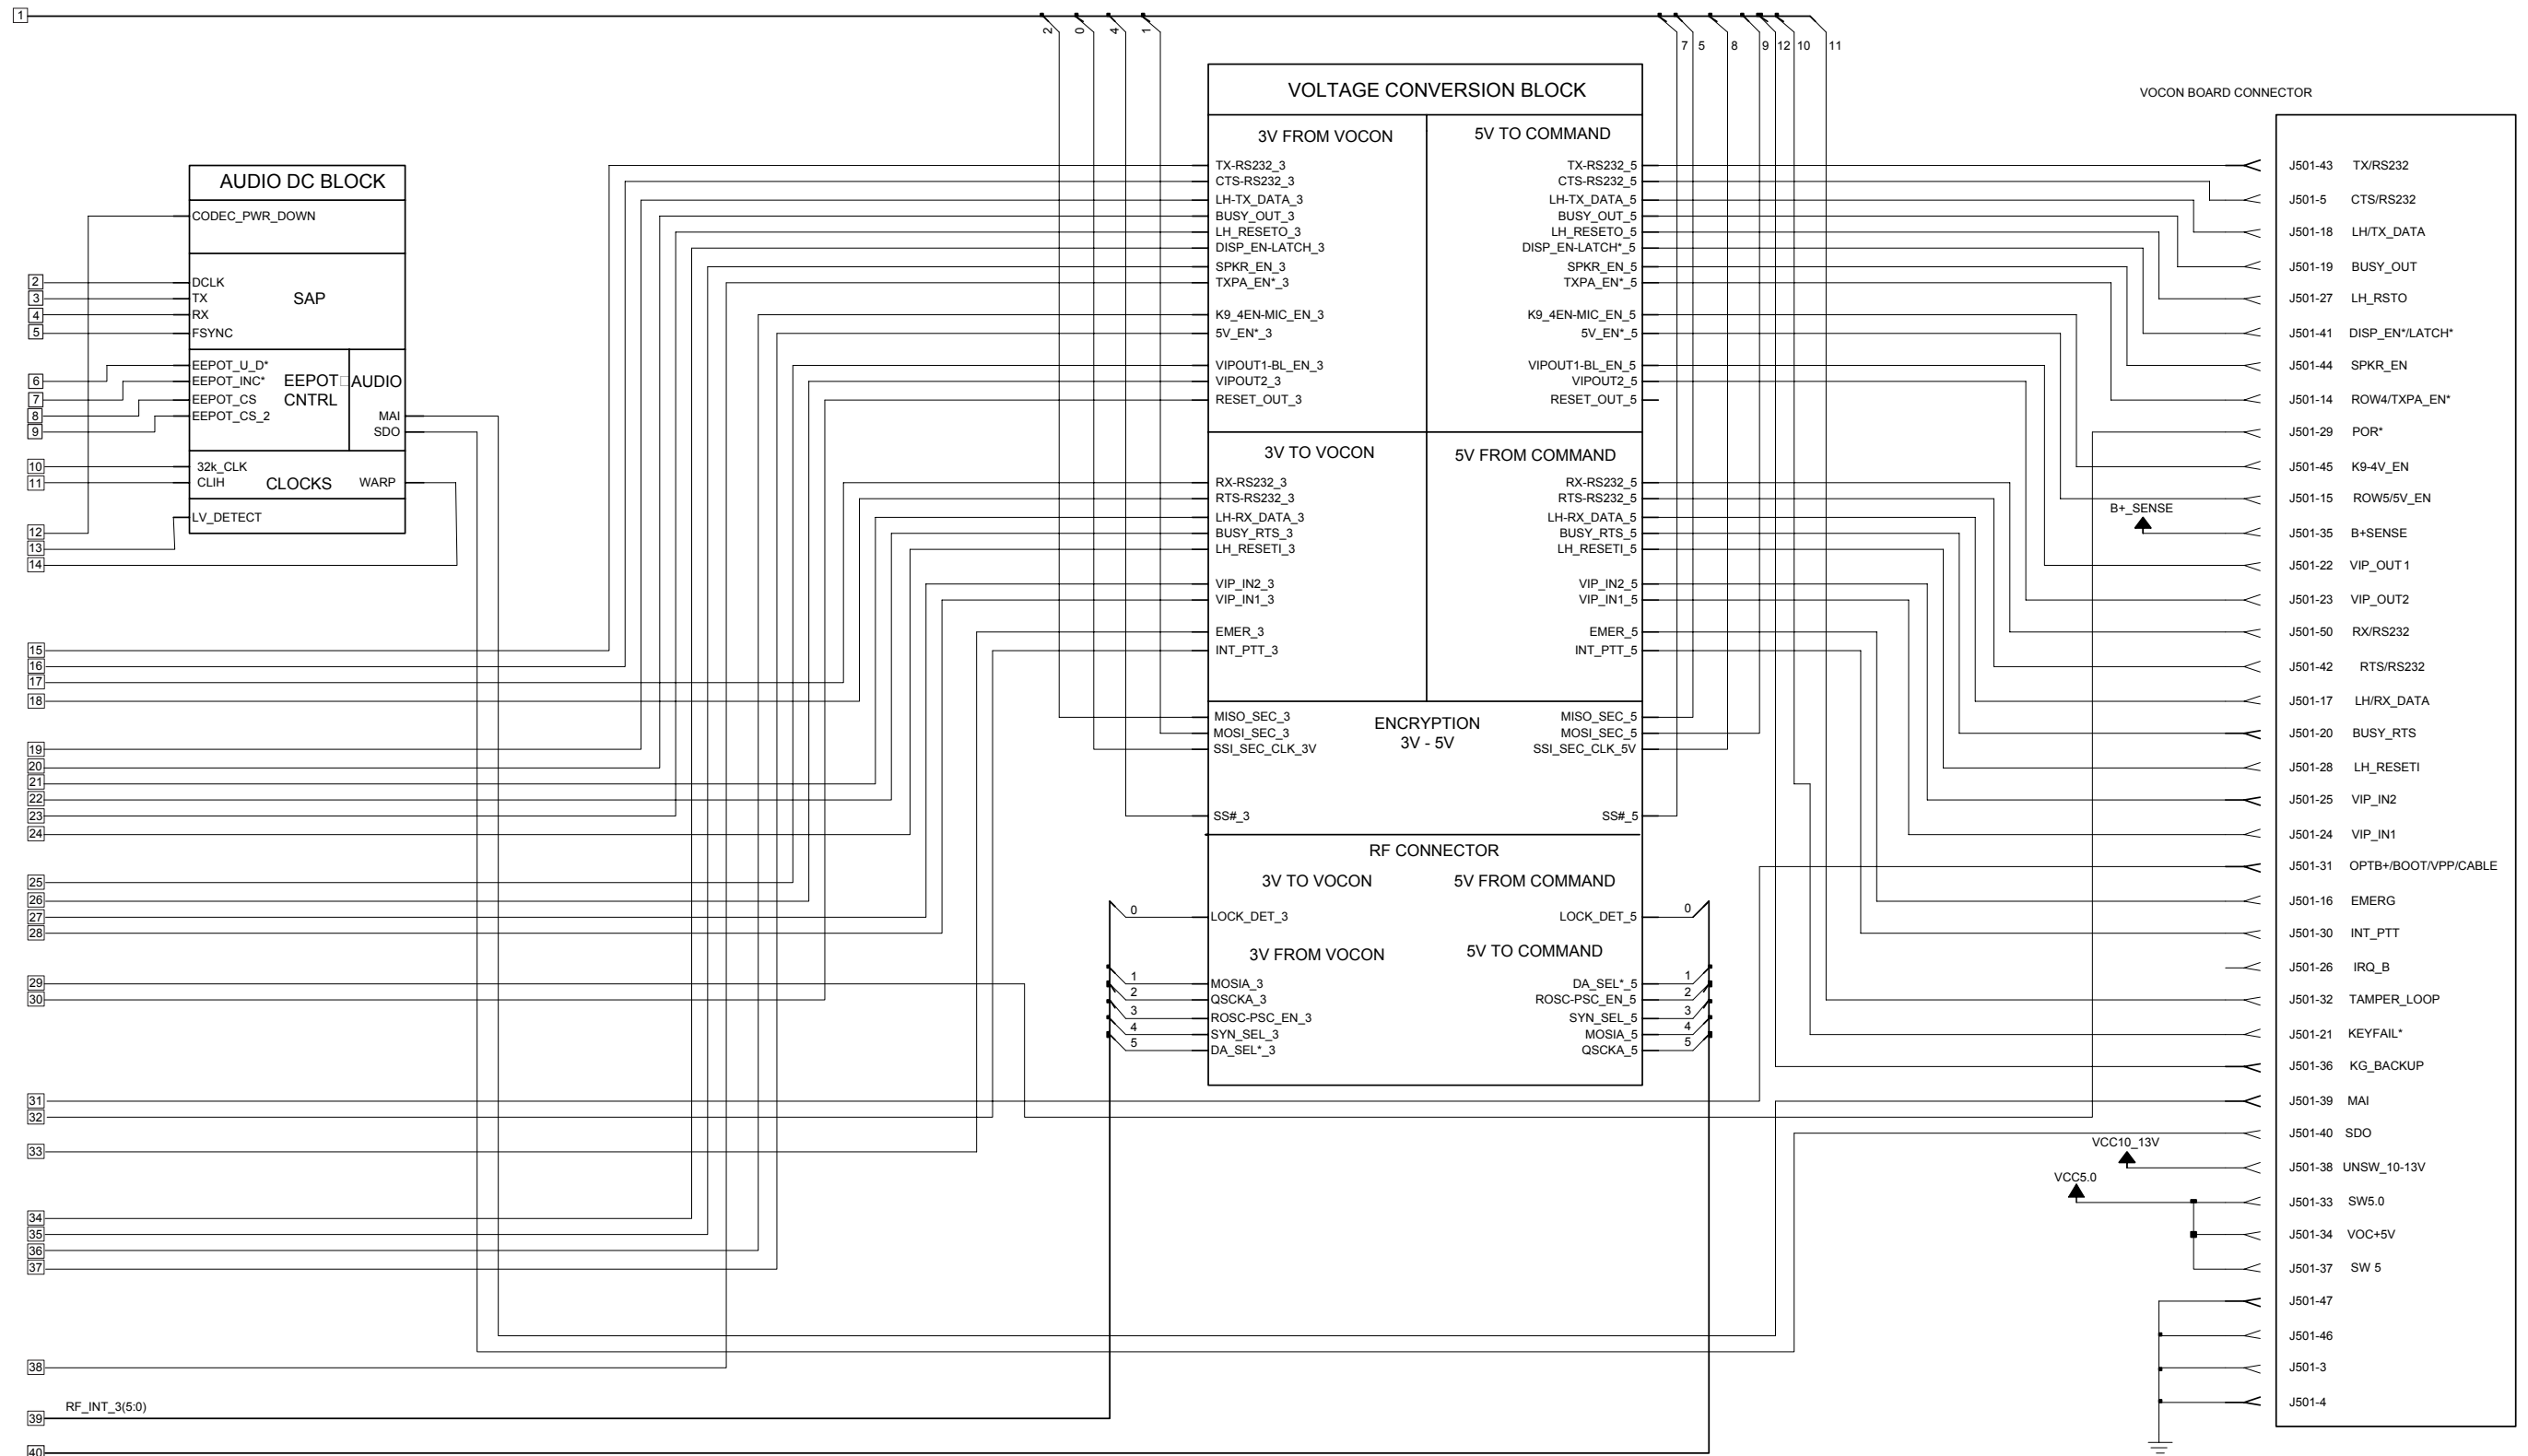 1
2
0
4
1
7
5
8
9
12
10
11
AUDIO DC BLOCK
CODEC_PWR_DOWN
DCLK
TX
SAP
RX
FSYNC
EEPOT_U_D*
EEPOT_INC*
EEPOT_CS
EEPOT_CS_2
EEPOT
CNTRL
AUDIO
MAI
SDO
32k_CLK
CLIH
CLOCKS
WARP
LV_DETECT
2
3
4
5
6
7
8
9
10
11
12
13
14
15
16
17
18
19
20
21
22
23
24
25
26
27
28
29
30
31
32
33
34
35
36
37
38
39
RF_INT_3(5:0)
40
VOLTAGE CONVERSION BLOCK
3V FROM VOCON
TX-RS232_3
CTS-RS232_3
LH-TX_DATA_3
BUSY_OUT_3
LH_RESETO_3
DISP_EN-LATCH_3
SPKR_EN_3
TXPA_EN*_3
K9_4EN-MIC_EN_3
5V_EN*_3
VIPOUT1-BL_EN_3
VIPOUT2_3
RESET_OUT_3
5V TO COMMAND
TX-RS232_5
CTS-RS232_5
LH-TX_DATA_5
BUSY_OUT_5
LH_RESETO_5
DISP_EN-LATCH*_5
SPKR_EN_5
TXPA_EN*_5
K9_4EN-MIC_EN_5
5V_EN*_5
VIPOUT1-BL_EN_5
VIPOUT2_5
RESET_OUT_5
3V TO VOCON
RX-RS232_3
RTS-RS232_3
LH-RX_DATA_3
BUSY_RTS_3
LH_RESETI_3
VIP_IN2_3
VIP_IN1_3
EMER_3
INT_PTT_3
5V FROM COMMAND
RX-RS232_5
RTS-RS232_5
LH-RX_DATA_5
BUSY_RTS_5
LH_RESETI_5
VIP_IN2_5
VIP_IN1_5
EMER_5
INT_PTT_5
ENCRYPTION
3V - 5V
MISO_SEC_3
MOSI_SEC_3
SSI_SEC_CLK_3V
SS#_3
MISO_SEC_5
MOSI_SEC_5
SSI_SEC_CLK_5V
SS#_5
RF CONNECTOR
3V TO VOCON
5V FROM COMMAND
0
LOCK_DET_3
LOCK_DET_5
0
3V FROM VOCON
5V TO COMMAND
1
MOSIA_3
2
QSCKA_3
3
ROSC-PSC_EN_3
4
SYN_SEL_3
5
DA_SEL*_3
DA_SEL*_5
1
ROSC-PSC_EN_5
2
SYN_SEL_5
3
MOSIA_5
4
QSCKA_5
5
VOCON BOARD CONNECTOR
J501-43 TX/RS232
J501-5 CTS/RS232
J501-18 LH/TX_DATA
J501-19 BUSY_OUT
J501-27 LH_RSTO
J501-41 DISP_EN*/LATCH*
J501-44 SPKR_EN
J501-14 ROW4/TXPA_EN*
J501-29 POR*
J501-45 K9-4V_EN
J501-15 ROW5/5V_EN
B+_SENSE
J501-35 B+SENSE
J501-22 VIP_OUT1
J501-23 VIP_OUT2
J501-50 RX/RS232
J501-42 RTS/RS232
J501-17 LH/RX_DATA
J501-20 BUSY_RTS
J501-28 LH_RESETI
J501-25 VIP_IN2
J501-24 VIP_IN1
J501-31 OPTB+/BOOT/VPP/CABLE
J501-16 EMERG
J501-30 INT_PTT
J501-26 IRQ_B
J501-32 TAMPER_LOOP
J501-21 KEYFAIL*
J501-36 KG_BACKUP
J501-39 MAI
J501-40 SDO
VCC10_13V
J501-38 UNSW_10-13V
VCC5.0
J501-33 SW5.0
J501-34 VOC+5V
J501-37 SW 5
J501-47
J501-46
J501-3
J501-4